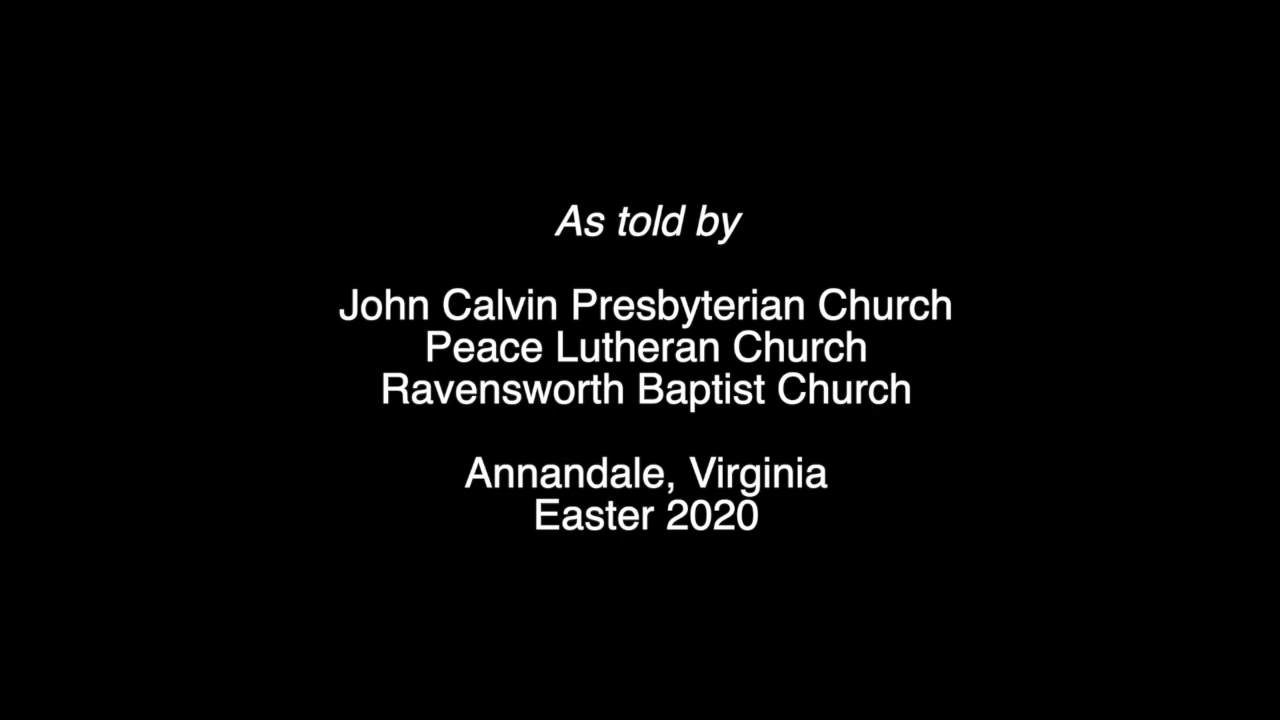 As told by
John Calvin Presbyterian Church
Peace Lutheran Church
Ravensworth Baptist Church
Annandale, Virginia
Easter 2020